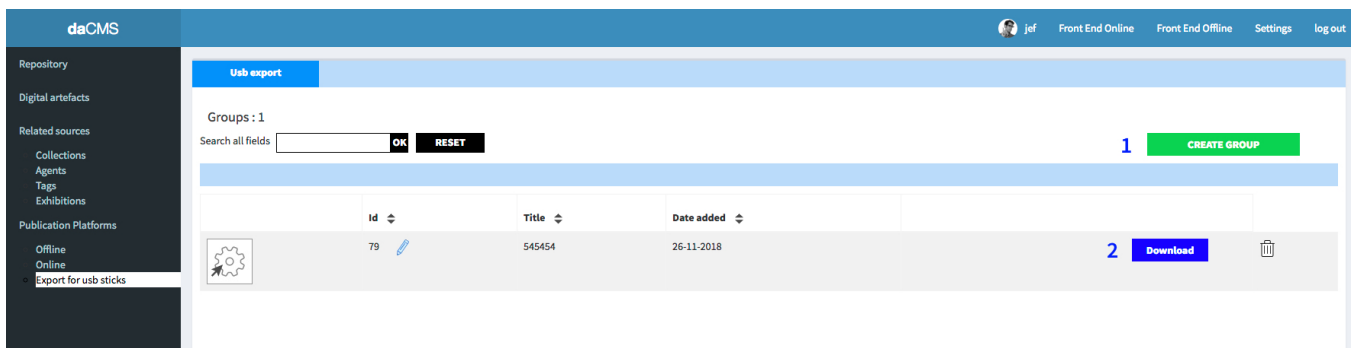 daCMS
jef Front End Online Front End Offline Settings log out
Repository
Digital artefacts
Related sources
Collections
Agents
Tags
Exhibitions
Publication Platforms
Offline
Online
Export for usb sticks
Usb export
Groups : 1
Search all fields OK RESET 1 CREATE GROUP
Id Title Date added
79 545454 26-11-2018 2 Download